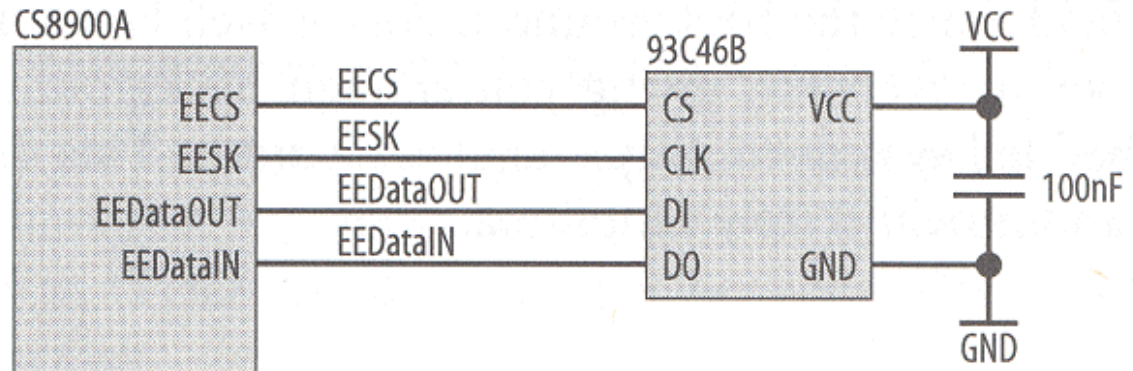 CS8900A
EECS
EESK
EEDataOUT
EEDataIN
EECS
EESK
EEDataOUT
EEDataIN
93C46B
CS
CLK
DI
DO
VCC
GND
VCC
100nF
GND